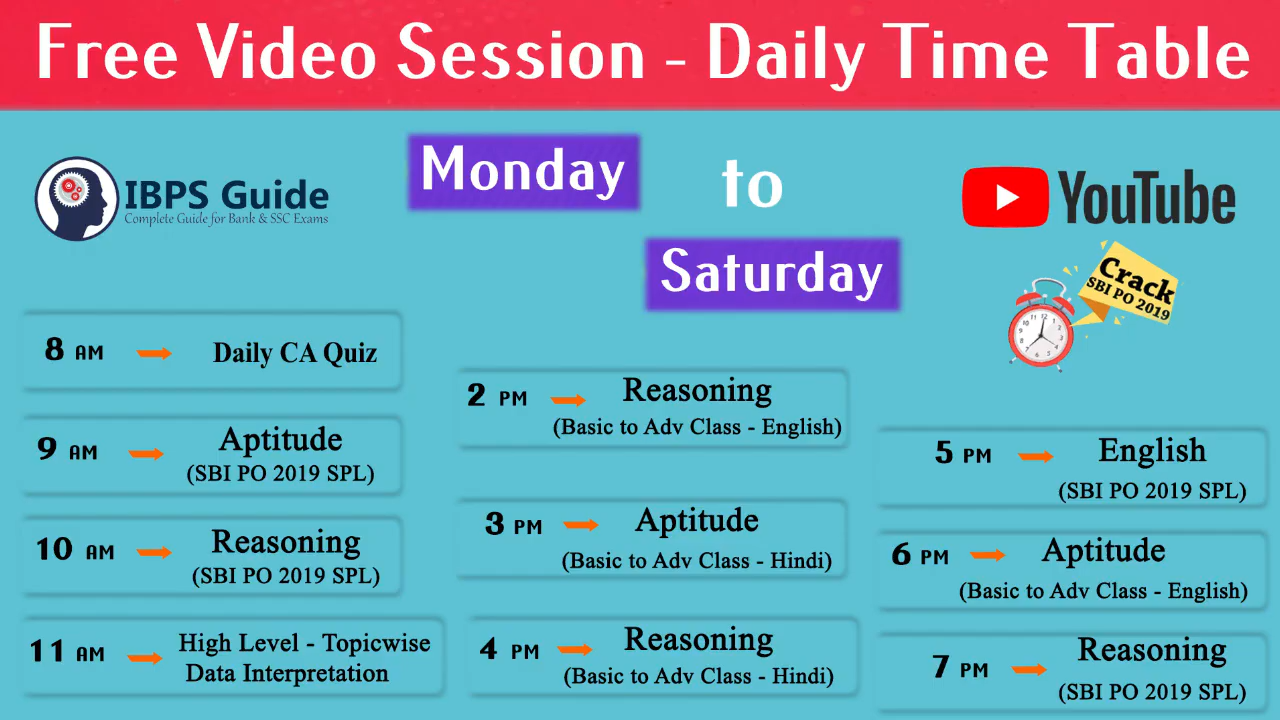 Free Video Session - Daily Time Table
IBPS Guide
Complete Guide for Bank & SSC Exams
Monday
to
Saturday
YouTube
Crack
SBI PO 2019
8 AM
Daily CA Quiz
9 AM
Aptitude
(SBI PO 2019 SPL)
10 AM
Reasoning
(SBI PO 2019 SPL)
11 AM
High Level - Topicwise
Data Interpretation
2 PM
Reasoning
(Basic to Adv Class - English)
3 PM
Aptitude
(Basic to Adv Class - Hindi)
4 PM
Reasoning
(Basic to Adv Class - Hindi)
5 PM
English
(SBI PO 2019 SPL)
6 PM
Aptitude
(Basic to Adv Class - English)
7 PM
Reasoning
(SBI PO 2019 SPL)